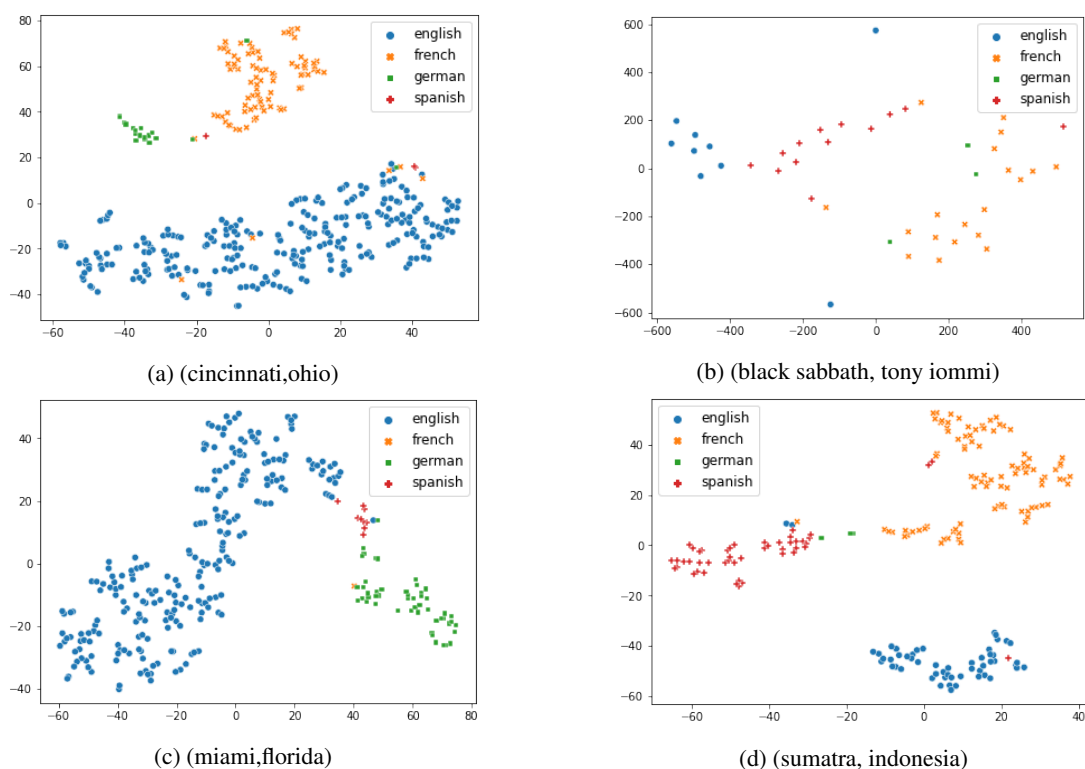 80
60
40
20
0
−20
−40
−60
−40
−20
0
20
40
english
french
german
spanish
(a) (cincinnati,ohio)
600
400
200
0
−200
−400
−600
−600
−400
−200
0
200
400
english
french
german
spanish
(b) (black sabbath, tony iommi)
40
20
0
−20
−40
−60
−40
−20
0
20
40
60
80
english
french
german
spanish
(c) (miami,florida)
40
20
0
−20
−40
−60
−60
−40
−20
0
20
40
english
french
german
spanish
(d) (sumatra, indonesia)